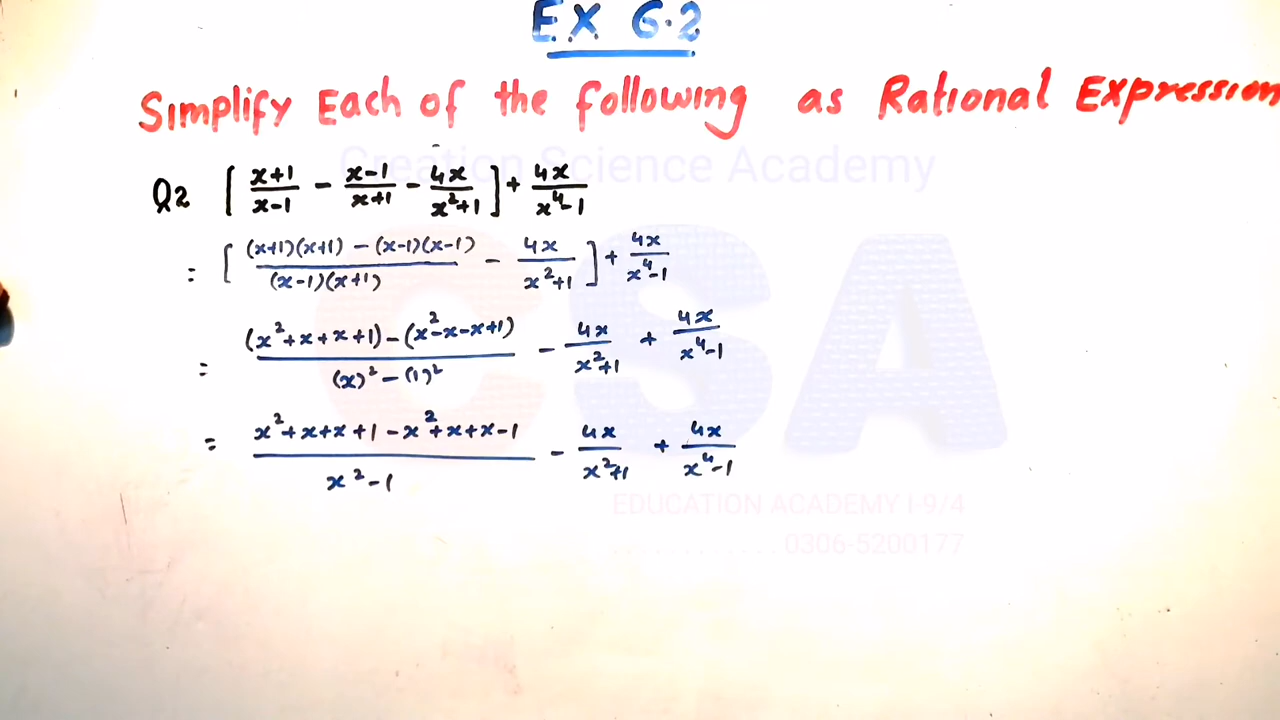 EX 6.2
Simplify Each of the following as Rational Expression
Creation Science Academy
Q2 [ (x+1)/(x-1) - (x-1)/(x+1) - 4x/(x²+1) ] + 4x/(x⁴-1)
= [ ((x+1)(x+1) - (x-1)(x-1))/((x-1)(x+1)) - 4x/(x²+1) ] + 4x/(x⁴-1)
= ((x²+x+x+1)-(x²-x-x+1))/((x)²-(1)²) - 4x/(x²+1) + 4x/(x⁴-1)
= (x²+x+x+1-x²+x+x-1)/(x²-1) - 4x/(x²+1) + 4x/(x⁴-1)
CSA
EDUCATION ACADEMY I-9/4
0306-5200177